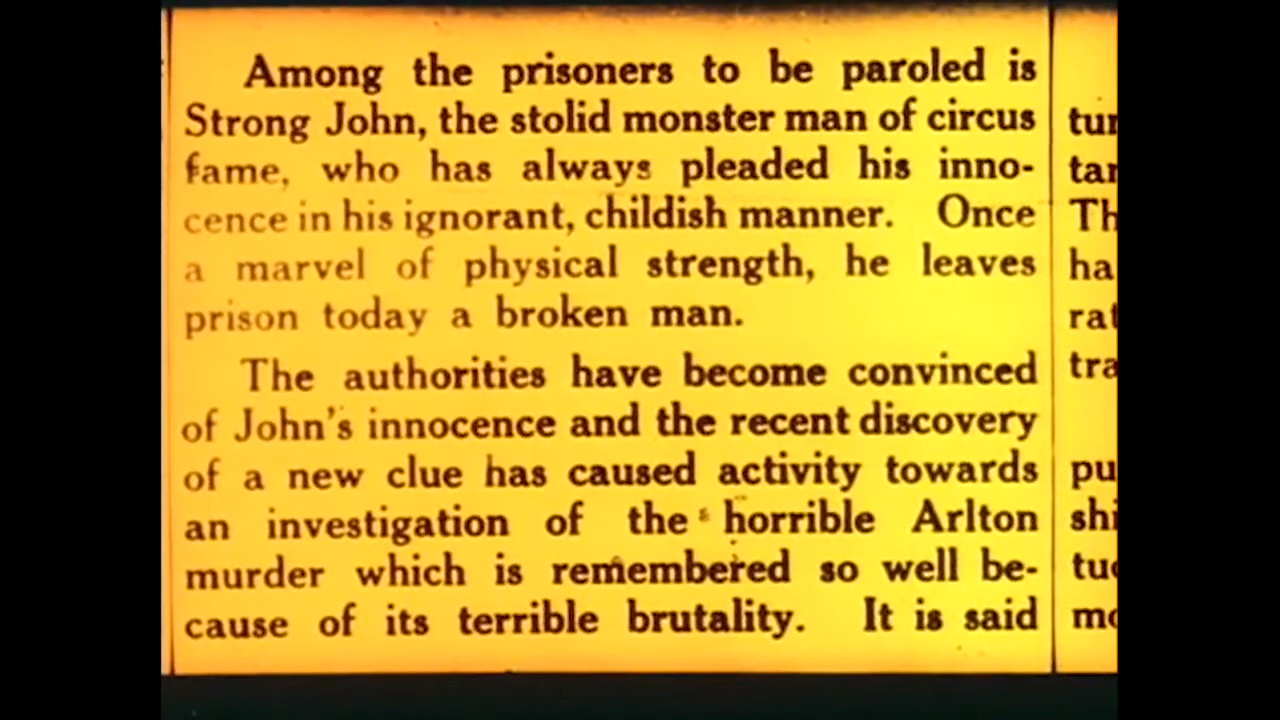 Among the prisoners to be paroled is
Strong John, the stolid monster man of circus
fame, who has always pleaded his inno-
cence in his ignorant, childish manner. Once
a marvel of physical strength, he leaves
prison today a broken man.
The authorities have become convinced
of John's innocence and the recent discovery
of a new clue has caused activity towards
an investigation of the horrible Arlton
murder which is remembered so well be-
cause of its terrible brutality. It is said